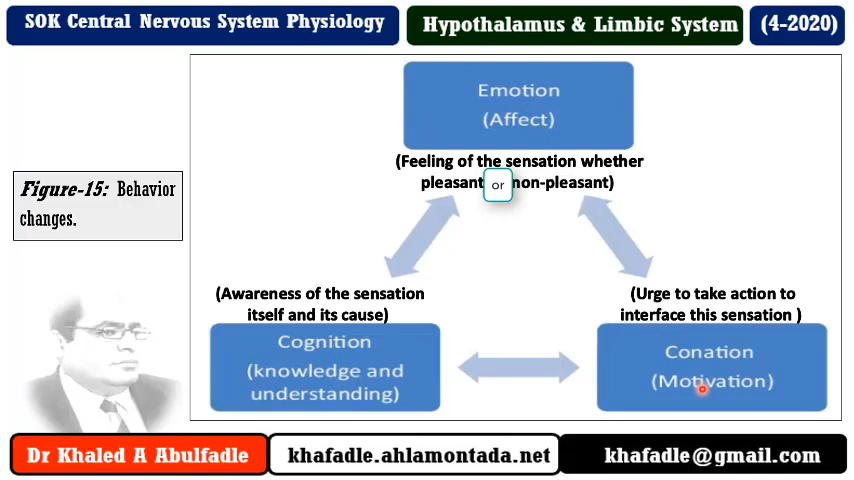 SOK Central Nervous System Physiology
Hypothalamus & Limbic System
(4-2020)
Emotion
(Affect)
(Feeling of the sensation whether
pleasant or non-pleasant)
Figure-15: Behavior
changes.
(Awareness of the sensation
itself and its cause)
Cognition
(knowledge and
understanding)
(Urge to take action to
interface this sensation )
Conation
(Motivation)
Dr Khaled A Abulfadle
khafadle.ahlamontada.net
khafadle@gmail.com